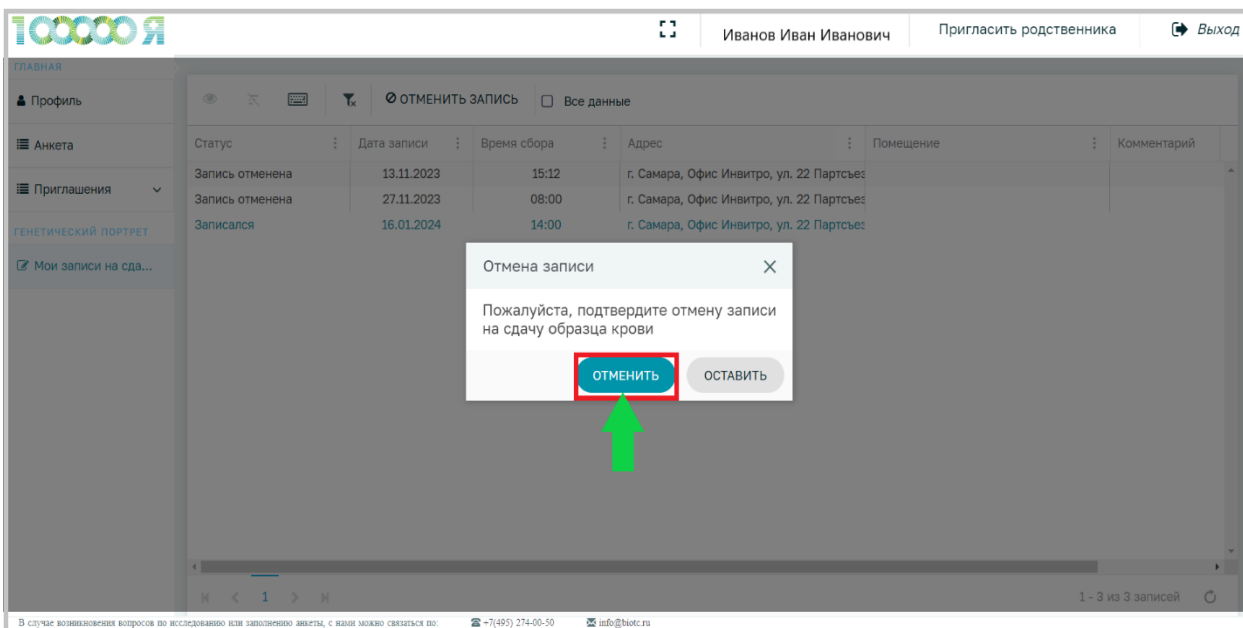 100000 Я
Иванов Иван Иванович
Пригласить родственника
Выход
ГЛАВНАЯ
Профиль
Анкета
Приглашения
ГЕНЕТИЧЕСКИЙ ПОРТРЕТ
Мои записи на сда...
ОТМЕНИТЬ ЗАПИСЬ Все данные
Статус Дата записи Время сбора Адрес Помещение Комментарий
Запись отменена 13.11.2023 15:12 г. Самара, Офис Инвитро, ул. 22 Партсъез
Запись отменена 27.11.2023 08:00 г. Самара, Офис Инвитро, ул. 22 Партсъез
Записался 16.01.2024 14:00 г. Самара, Офис Инвитро, ул. 22 Партсъез
Отмена записи
Пожалуйста, подтвердите отмену записи
на сдачу образца крови
ОТМЕНИТЬ ОСТАВИТЬ
1
1 - 3 из 3 записей
В случае возникновения вопросов по исследованию или заполнению анкеты, с нами можно связаться по: +7(495) 274-00-50 info@biotc.ru